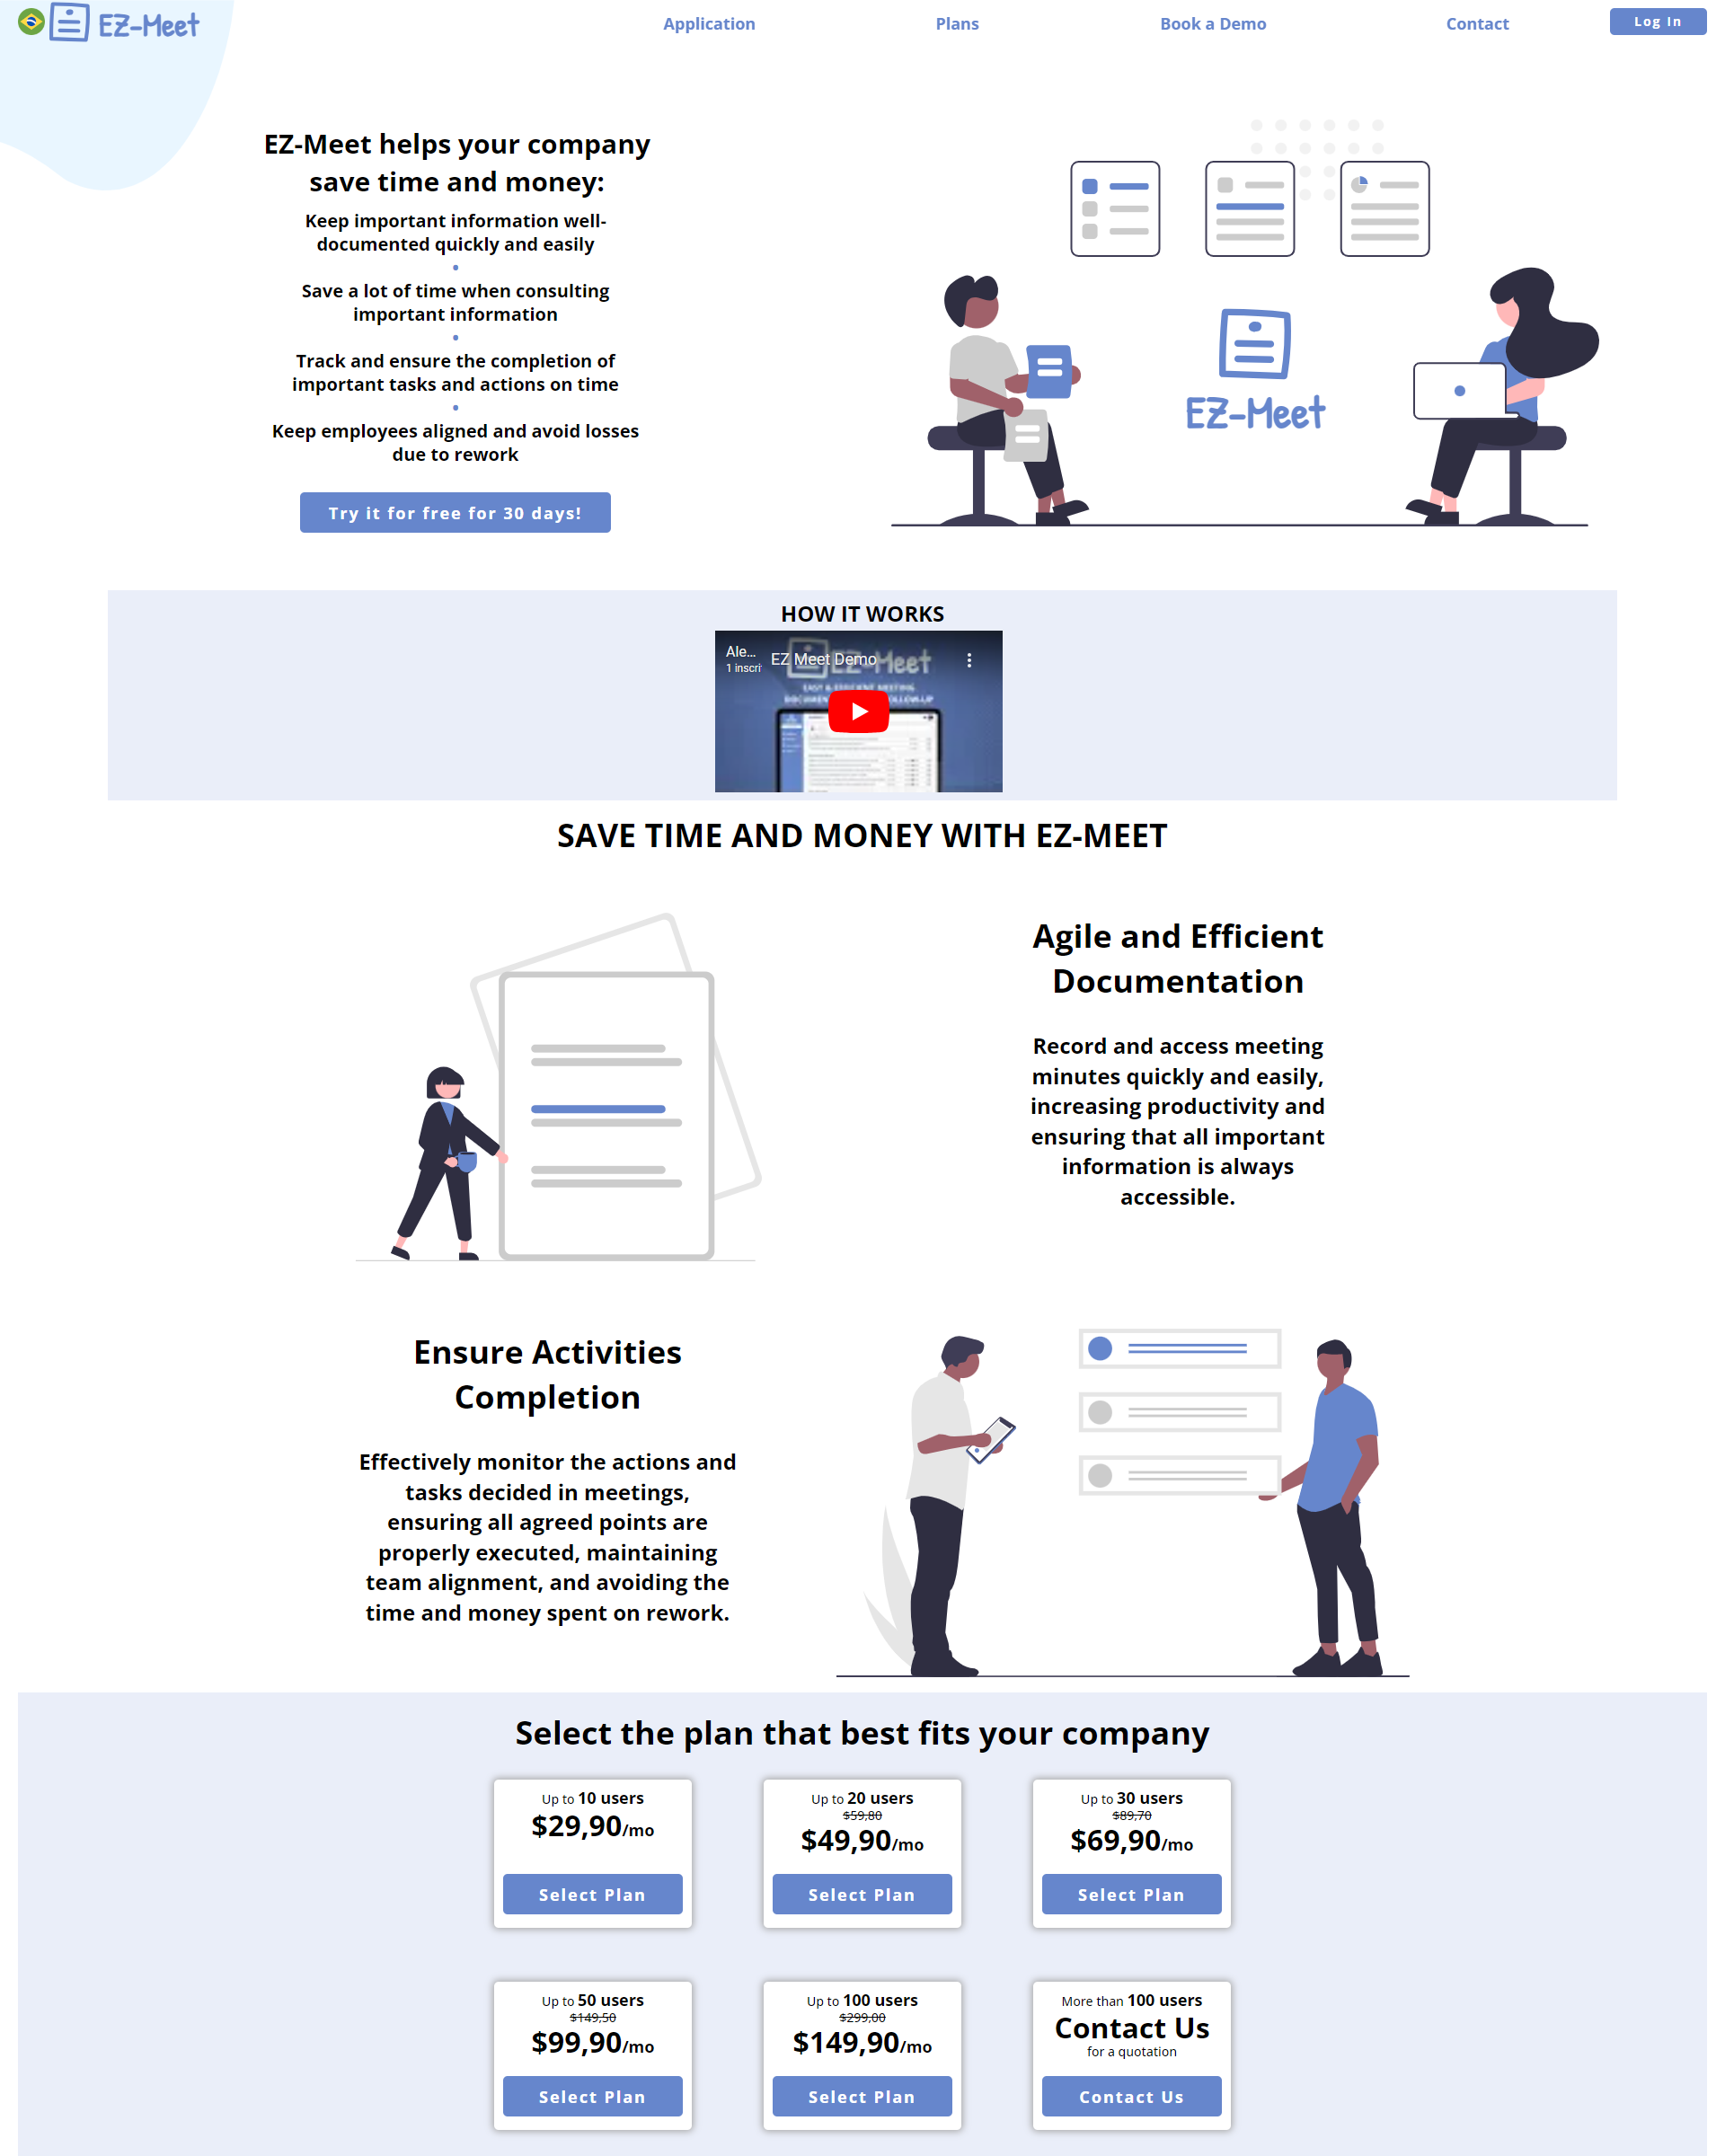 EZ-Meet
Application
Plans
Book a Demo
Contact
Log In
EZ-Meet helps your company
save time and money:
Keep important information well-
documented quickly and easily
•
Save a lot of time when consulting
important information
•
Track and ensure the completion of
important tasks and actions on time
•
Keep employees aligned and avoid losses
due to rework
Try it for free for 30 days!
EZ-Meet
HOW IT WORKS
Ale...
1 inscri
EZ Meet Demo
EZ-Meet
SAVE TIME AND MONEY WITH EZ-MEET
Agile and Efficient
Documentation
Record and access meeting
minutes quickly and easily,
increasing productivity and
ensuring that all important
information is always
accessible.
Ensure Activities
Completion
Effectively monitor the actions and
tasks decided in meetings,
ensuring all agreed points are
properly executed, maintaining
team alignment, and avoiding the
time and money spent on rework.
Select the plan that best fits your company
Up to 10 users
$29,90/mo
Select Plan
Up to 20 users
$59,80
$49,90/mo
Select Plan
Up to 30 users
$89,70
$69,90/mo
Select Plan
Up to 50 users
$149,50
$99,90/mo
Select Plan
Up to 100 users
$299,00
$149,90/mo
Select Plan
More than 100 users
Contact Us
for a quotation
Contact Us